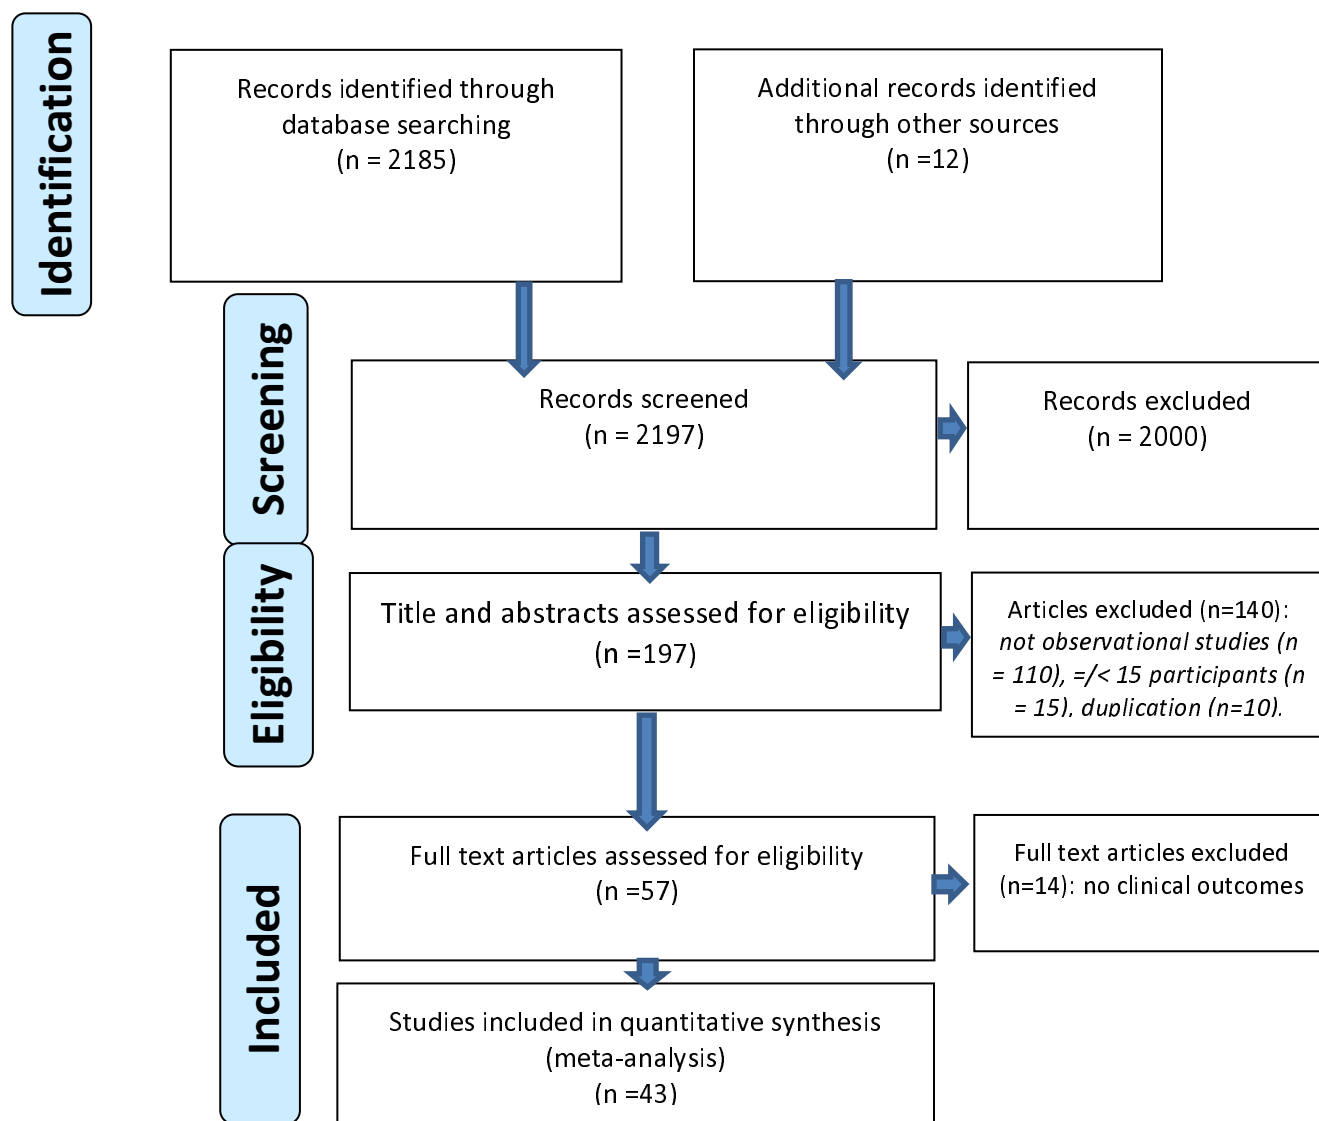 Identification
Records identified through
database searching
(n = 2185)
Additional records identified
through other sources
(n =12)
Screening
Records screened
(n = 2197)
Records excluded
(n = 2000)
Eligibility
Title and abstracts assessed for eligibility
(n =197)
Articles excluded (n=140):
not observational studies (n
= 110), =/< 15 participants (n
= 15), duplication (n=10).
Included
Full text articles assessed for eligibility
(n =57)
Full text articles excluded
(n=14): no clinical outcomes
Studies included in quantitative synthesis
(meta-analysis)
(n =43)